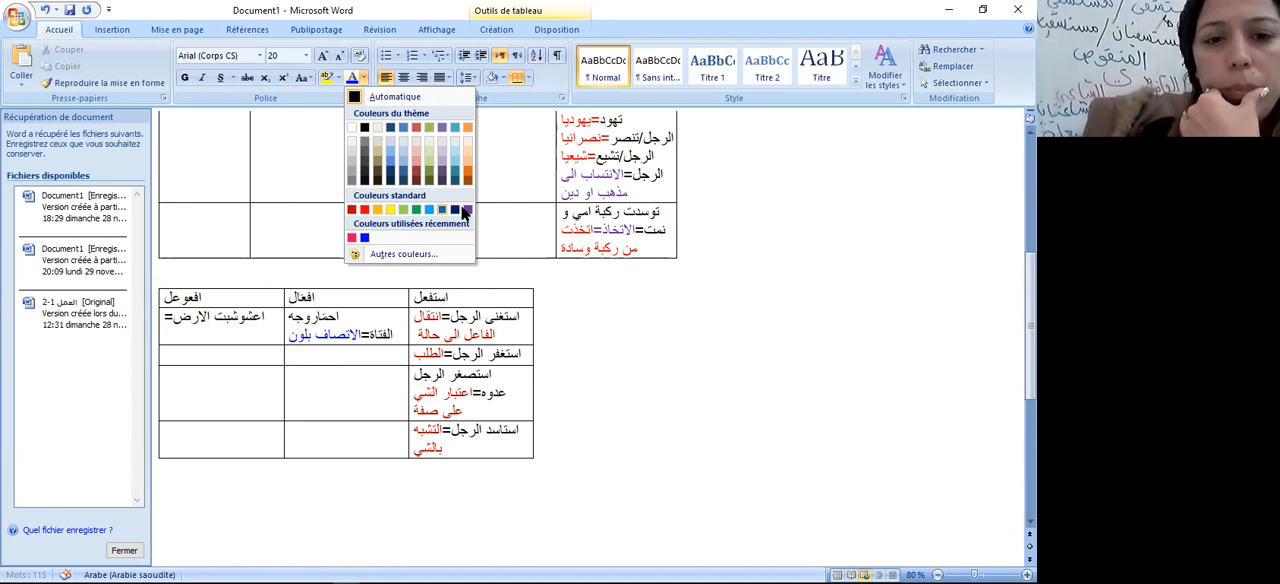 Document1 - Microsoft Word
Outils de tableau
Accueil
Insertion
Mise en page
Références
Publipostage
Révision
Affichage
Création
Disposition
Coller
Couper
Copier
Reproduire la mise en forme
Presse-papiers
Arial (Corps CS)
20
Police
AaBbCcDc
¶ Normal
AaBbCcDc
¶ Sans int...
AaBbC
Titre 1
AaBbCc
Titre 2
Titre
Modifier
les styles
Style
Rechercher
Remplacer
Sélectionner
Modification
Récupération de document
Word a récupéré les fichiers suivants.
Enregistrez ceux que vous souhaitez
conserver.
Fichiers disponibles
Document1 [Enregis...
Version créée à parti...
18:29 dimanche 28 n...
Document1 [Enregis...
Version créée à parti...
20:09 lundi 29 nove...
العمل 1-2 [Original]
Version créée lors du...
12:31 dimanche 28 n...
Quel fichier enregistrer ?
Fermer
Automatique
Couleurs du thème
Couleurs standard
Couleurs utilisées récemment
Autres couleurs...
تهود=يهوديا
الرجل/تنصر=نصرانيا
الرجل/تشيع=شيعيا
الرجل=الانتساب الى
مذهب او دين
توسدت ركبة امي و
نمت=الاتخاذ=اتخذت
من ركبة وسادة
استفعل
افعال
افعوعل
استغنى الرجل=انتقال
الفاعل الى حالة
احماروجه
الفتاة=الاتصاف بلون
اعشوشبت الارض=
استغفر الرجل=الطلب
استصغر الرجل
عدوه=اعتبار الشي
على صفة
استاسد الرجل=التشبه
بالشي
المنقوص
Mots : 115
Arabe (Arabie saoudite)
80 %